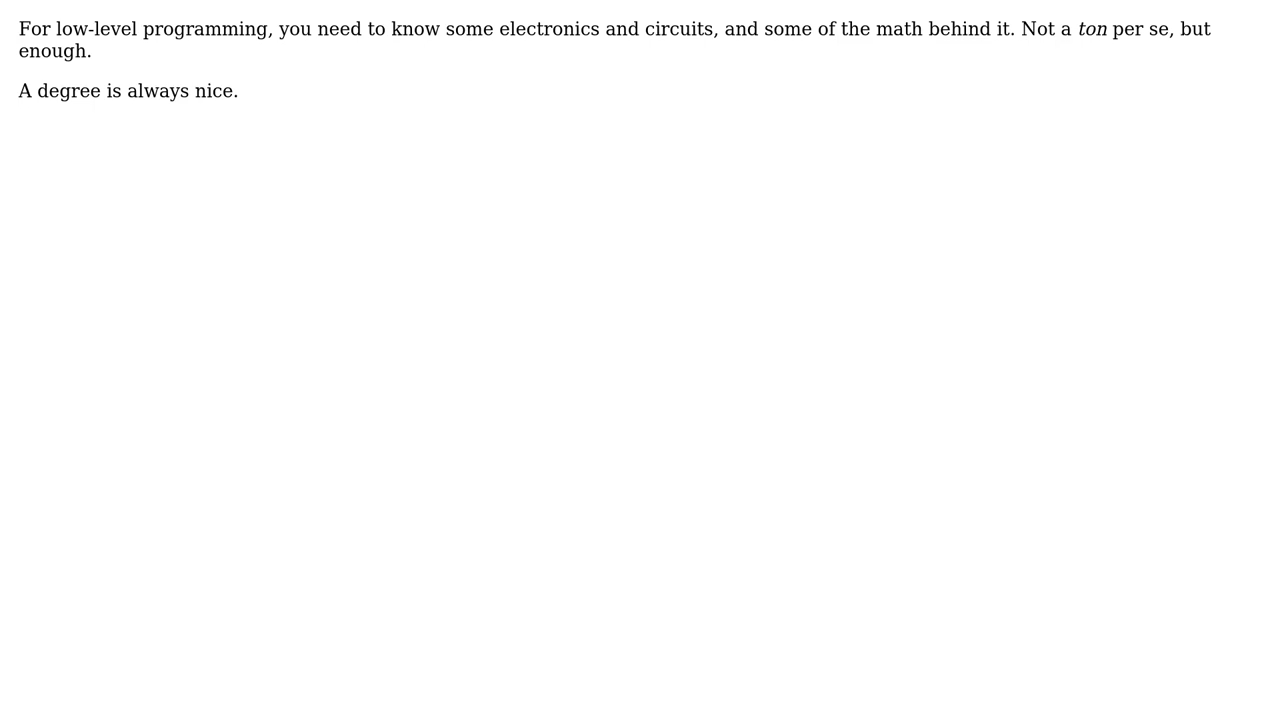 For low-level programming, you need to know some electronics and circuits, and some of the math behind it. Not a ton per se, but
enough.
A degree is always nice.